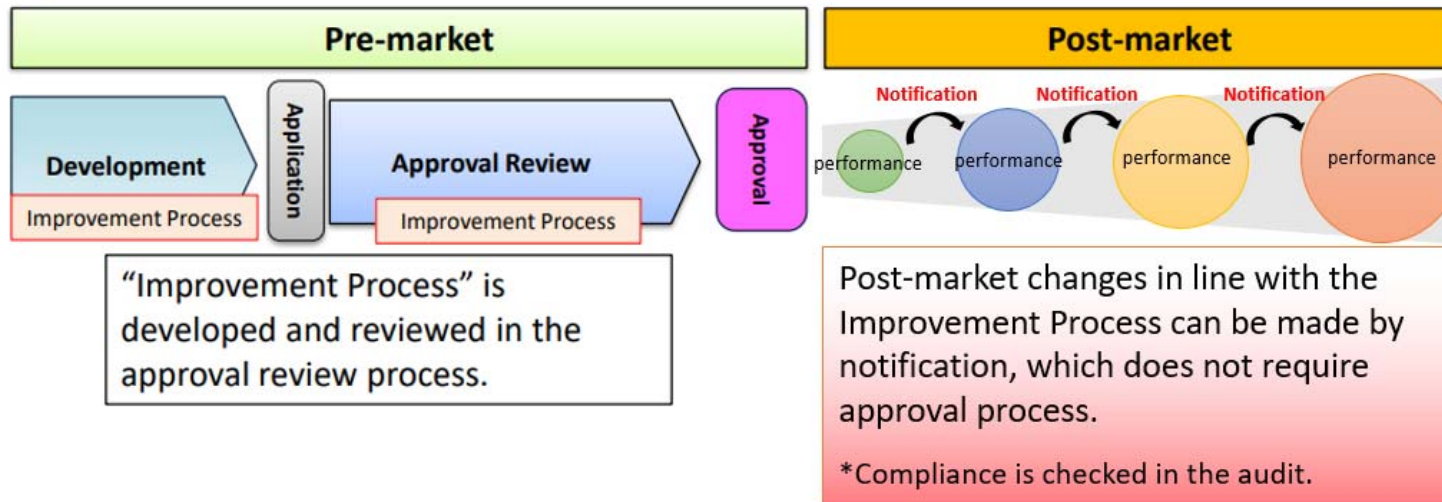 Pre-market
Post-market
Development
Improvement Process
Application
Approval Review
Improvement Process
Approval
Notification
Notification
Notification
performance
performance
performance
performance
“Improvement Process” is
developed and reviewed in the
approval review process.
Post-market changes in line with the
Improvement Process can be made by
notification, which does not require
approval process.
*Compliance is checked in the audit.